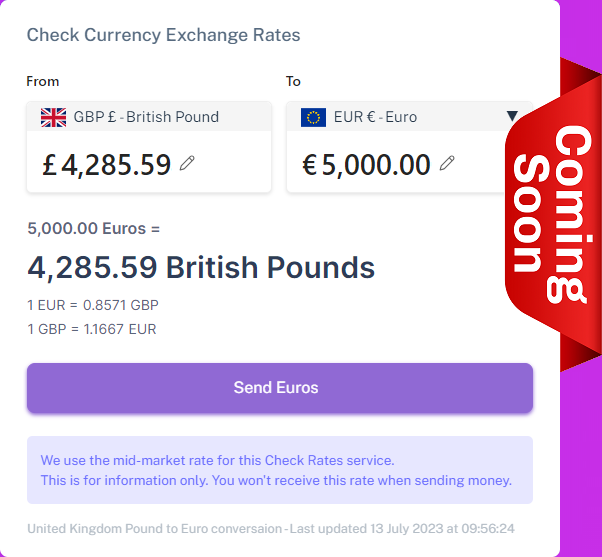 Check Currency Exchange Rates
From
To
GBP £ - British Pound
EUR € - Euro
£ 4,285.59
€ 5,000.00
Coming
Soon
5,000.00 Euros =
4,285.59 British Pounds
1 EUR = 0.8571 GBP
1 GBP = 1.1667 EUR
Send Euros
We use the mid-market rate for this Check Rates service.
This is for information only. You won't receive this rate when sending money.
United Kingdom Pound to Euro conversaion - Last updated 13 July 2023 at 09:56:24